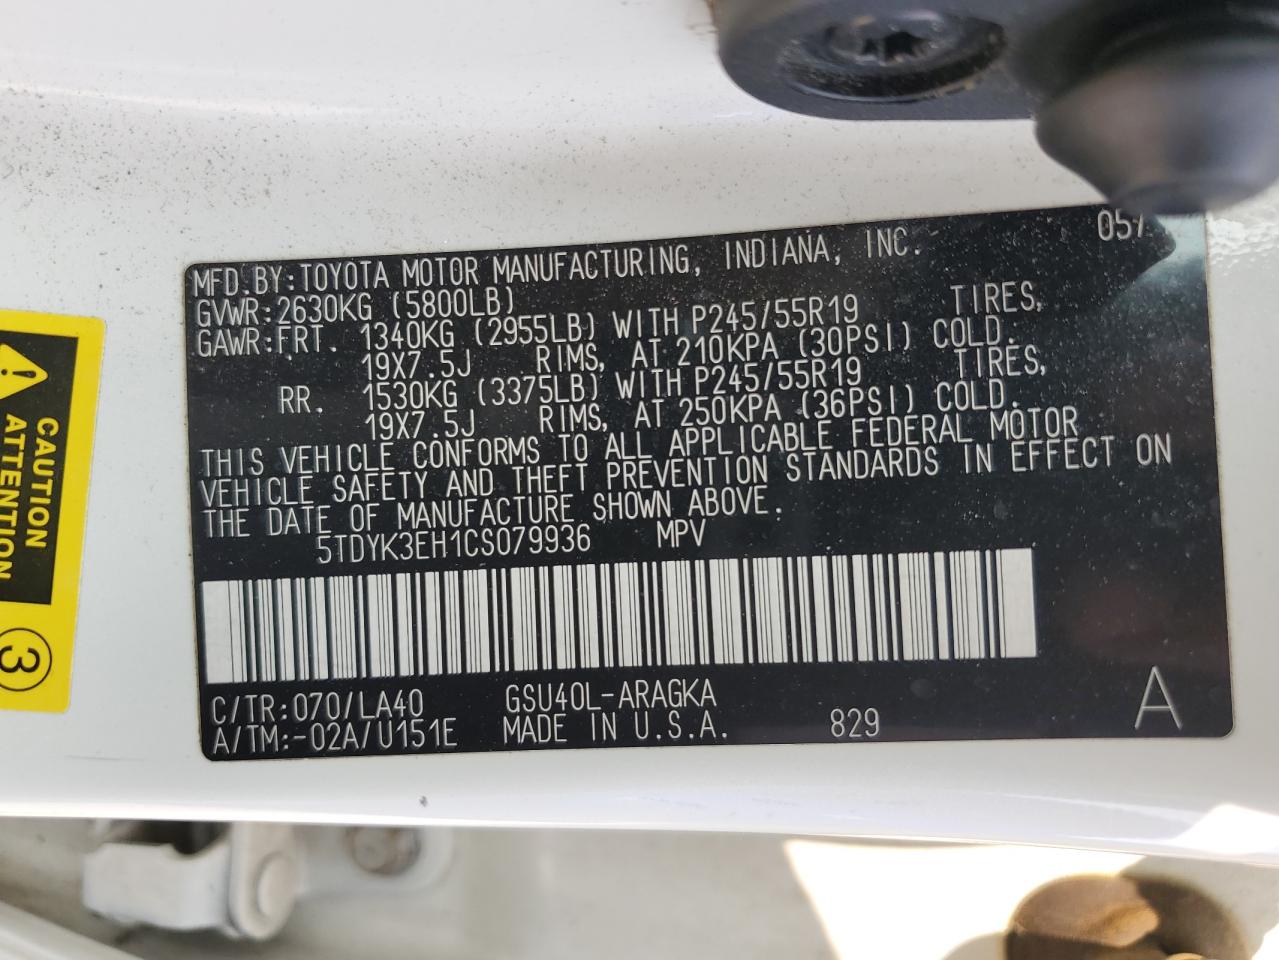 MFD.BY:TOYOTA MOTOR MANUFACTURING, INDIANA, INC.
GVWR:2630KG (5800LB)
GAWR:FRT. 1340KG (2955LB) WITH P245/55R19 TIRES,
19X7.5J RIMS, AT 210KPA (30PSI) COLD.
RR. 1530KG (3375LB) WITH P245/55R19 TIRES,
19X7.5J RIMS, AT 250KPA (36PSI) COLD.
THIS VEHICLE CONFORMS TO ALL APPLICABLE FEDERAL MOTOR
VEHICLE SAFETY AND THEFT PREVENTION STANDARDS IN EFFECT ON
THE DATE OF MANUFACTURE SHOWN ABOVE.
5TDYK3EH1CS079936 MPV
C/TR:070/LA40 GSU40L-ARAGKA
A/TM:-02A/U151E MADE IN U.S.A. 829 A
CAUTION
ATTENTION
3